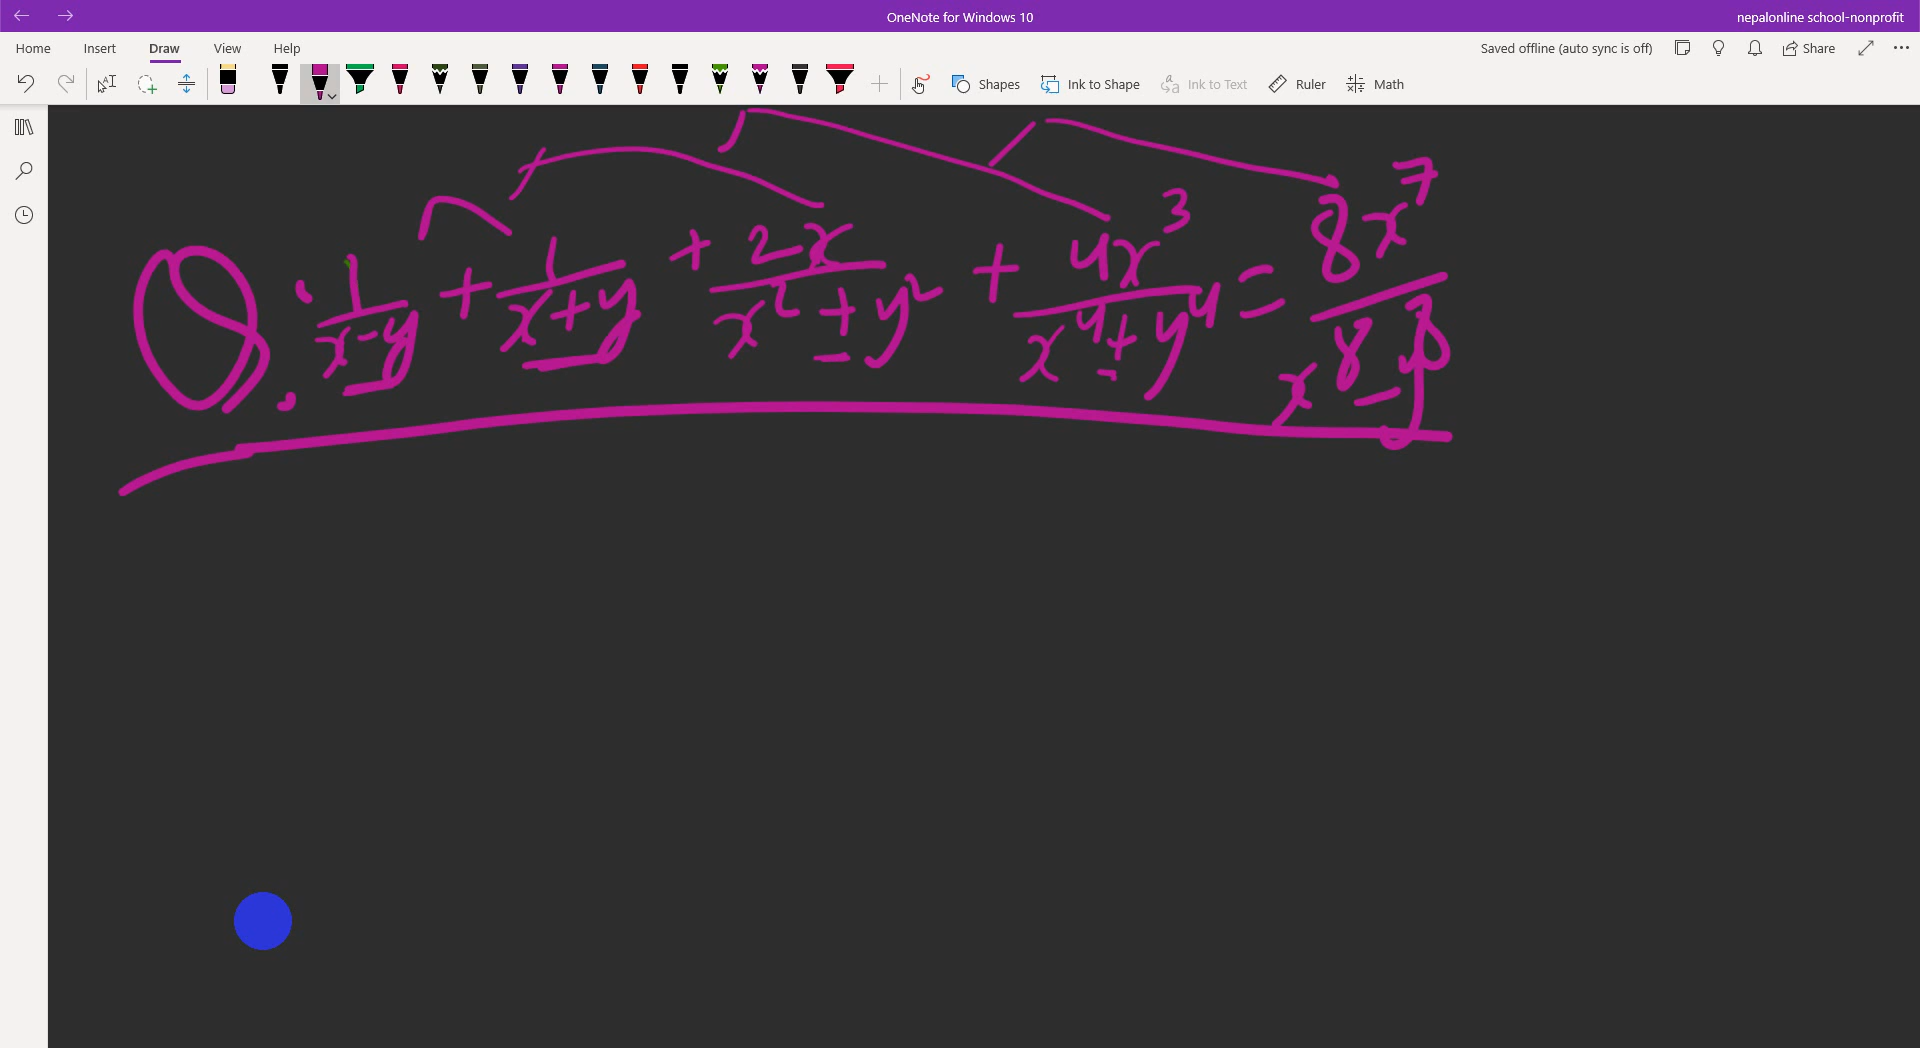 OneNote for Windows 10
nepalonline school-nonprofit
Home Insert Draw View Help
Saved offline (auto sync is off) Share
Shapes Ink to Shape Ink to Text Ruler Math
Q. 1/(x-y) + 1/(x+y) + 2x/(x²+y²) + 4x³/(x⁴+y⁴) = 8x⁷/(x⁸-y⁸)